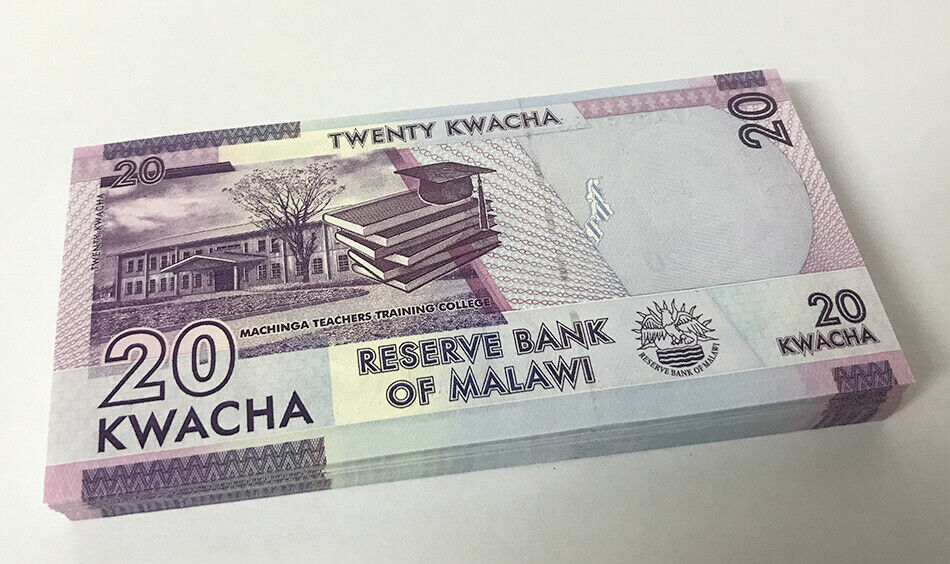 TWENTY KWACHA
20
20
TWENTY KWACHA
MACHINGA TEACHERS TRAINING COLLEGE
20
KWACHA
RESERVE BANK
OF MALAWI
RESERVE BANK OF MALAWI
20
KWACHA